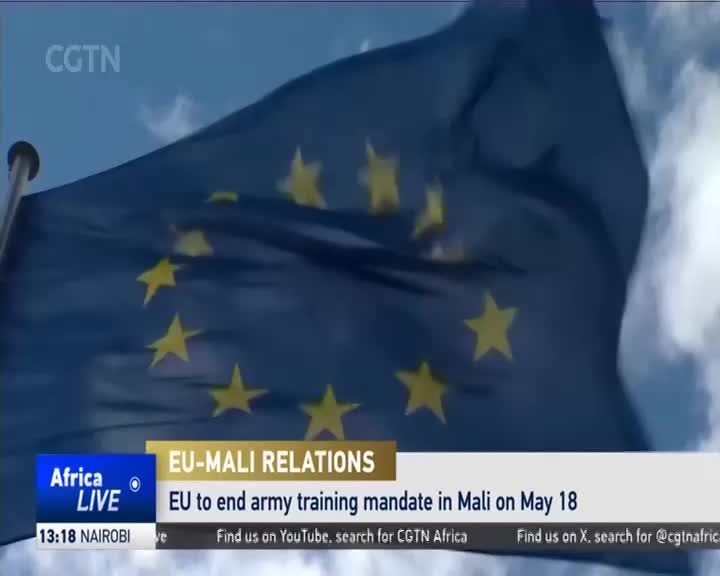 CGTN
EU-MALI RELATIONS
Africa
LIVE
EU to end army training mandate in Mali on May 18
13:18 NAIROBI
ve Find us on YouTube, search for CGTN Africa Find us on X, search for @cgtnafric